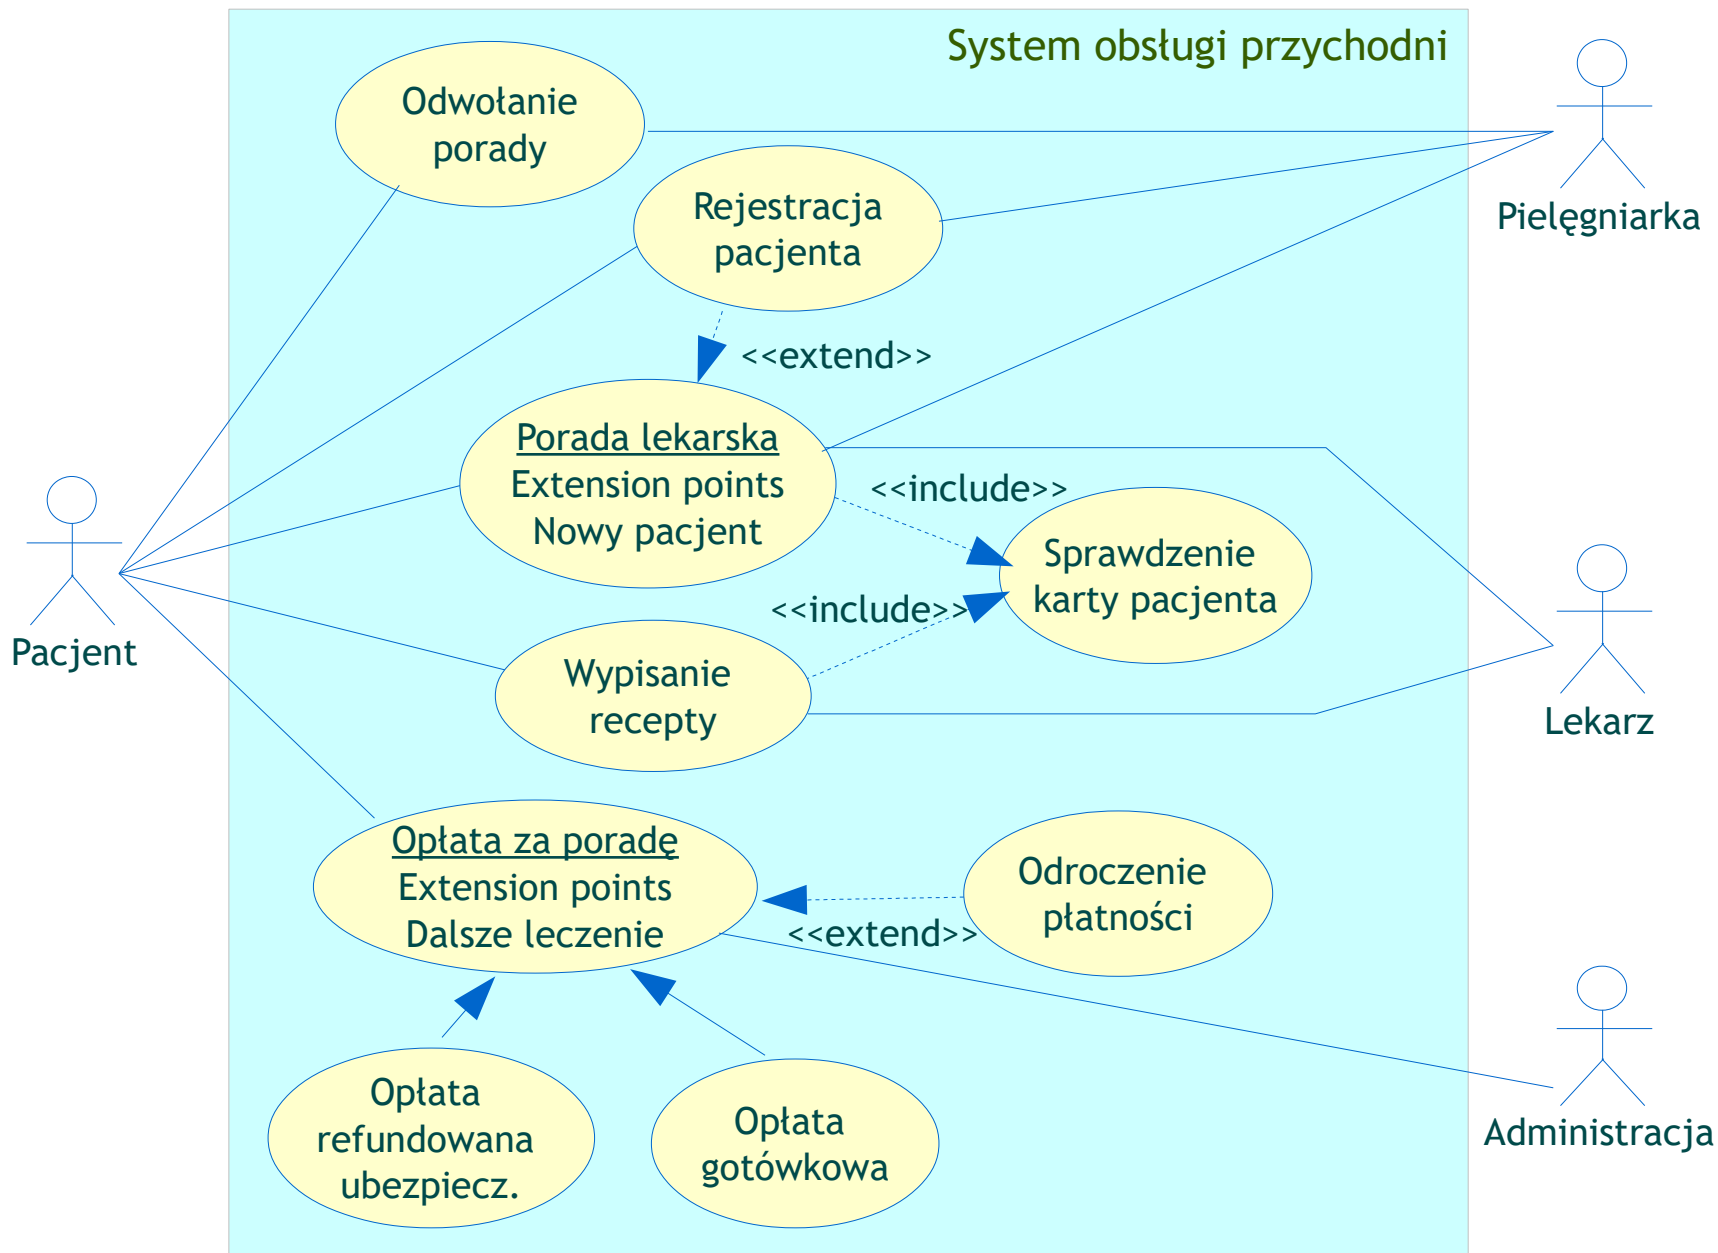 System obsługi przychodni
Odwołanie
porady
Rejestracja
pacjenta
Pielęgniarka
<<extend>>
Porada lekarska
Extension points
Nowy pacjent
<<include>>
Sprawdzenie
karty pacjenta
<<include>>
Pacjent
Wypisanie
recepty
Lekarz
Opłata za poradę
Extension points
Dalsze leczenie
Odroczenie
płatności
<<extend>>
Opłata
refundowana
ubezpiecz.
Opłata
gotówkowa
Administracja